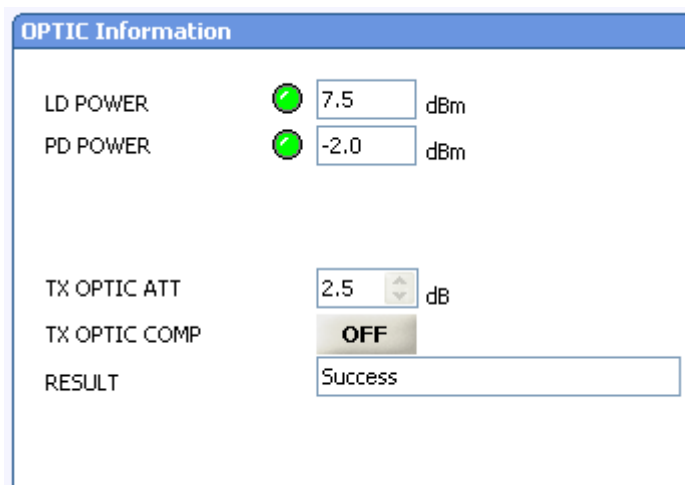 OPTIC Information
LD POWER 7.5 dBm
PD POWER -2.0 dBm
TX OPTIC ATT 2.5 dB
TX OPTIC COMP OFF
RESULT Success